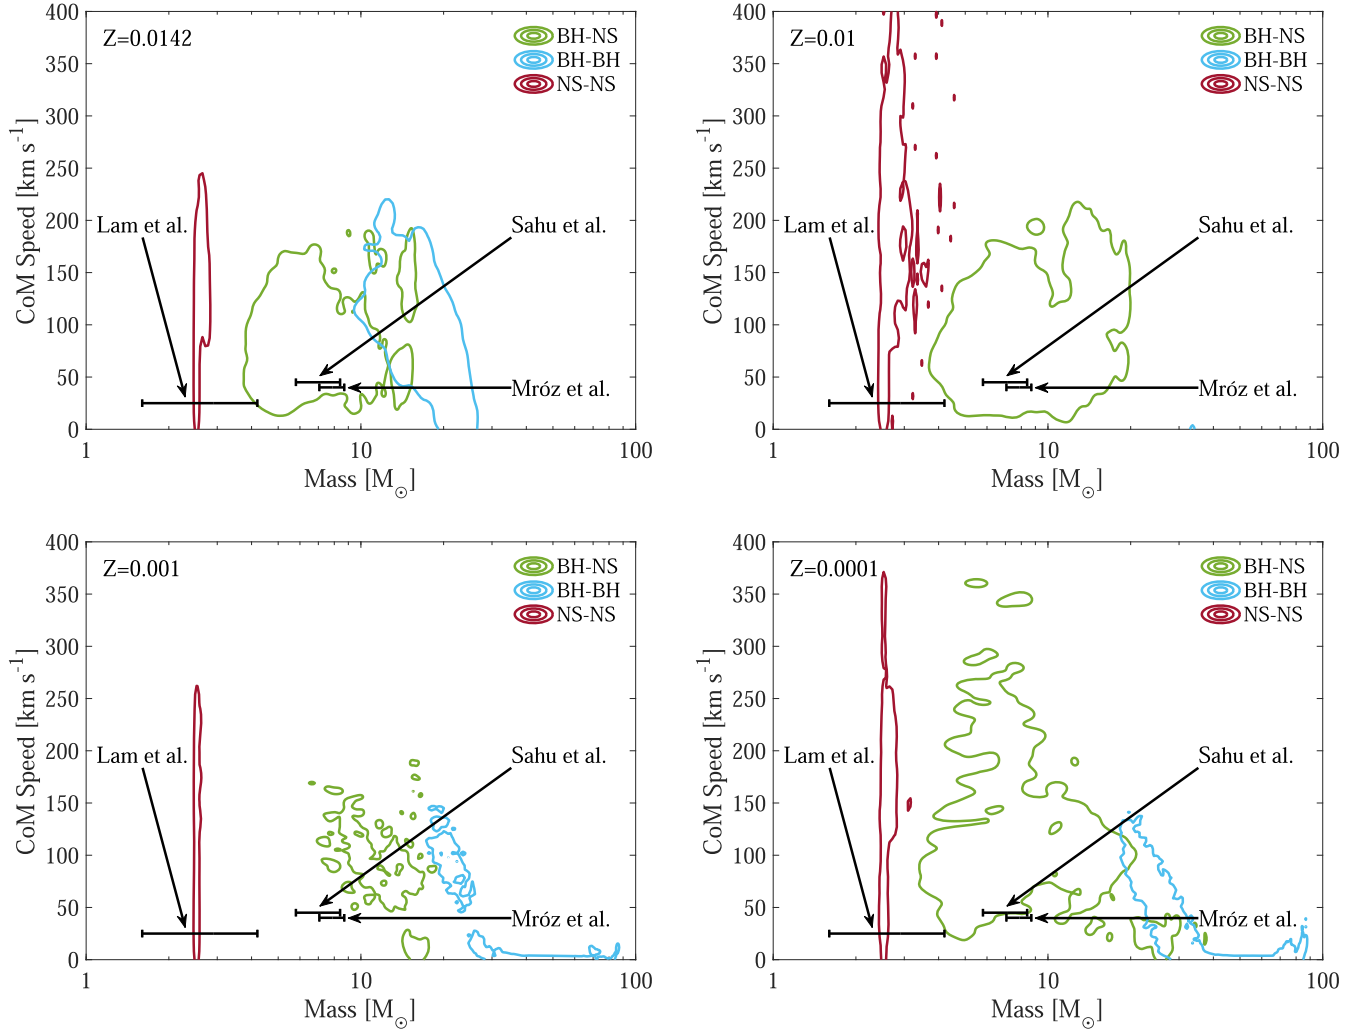 Z=0.0142
BH-NS
BH-BH
NS-NS
Lam et al.
Sahu et al.
Mróz et al.
400
350
300
250
200
150
100
50
0
CoM Speed [km s⁻¹]
1
10
100
Mass [M☉]
Z=0.01
BH-NS
BH-BH
NS-NS
Lam et al.
Sahu et al.
Mróz et al.
400
350
300
250
200
150
100
50
0
CoM Speed [km s⁻¹]
1
10
100
Mass [M☉]
Z=0.001
BH-NS
BH-BH
NS-NS
Lam et al.
Sahu et al.
Mróz et al.
400
350
300
250
200
150
100
50
0
CoM Speed [km s⁻¹]
1
10
100
Mass [M☉]
Z=0.0001
BH-NS
BH-BH
NS-NS
Lam et al.
Sahu et al.
Mróz et al.
400
350
300
250
200
150
100
50
0
CoM Speed [km s⁻¹]
1
10
100
Mass [M☉]